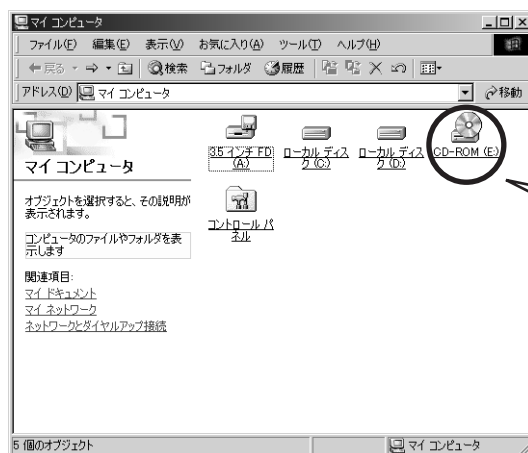 マイ コンピュータ
ファイル(F) 編集(E) 表示(V) お気に入り(A) ツール(T) ヘルプ(H)
戻る 検索 フォルダ 履歴
アドレス(D) マイ コンピュータ 移動
マイ コンピュータ
オブジェクトを選択すると、その説明が
表示されます。
コンピュータのファイルやフォルダを表
示します
関連項目:
マイ ドキュメント
マイ ネットワーク
ネットワークとダイヤルアップ接続
3.5 インチ FD
(A:)
ローカル ディス
ク (C:)
ローカル ディス
ク (D:)
CD-ROM (E:)
コントロール パ
ネル
5 個のオブジェクト マイ コンピュータ